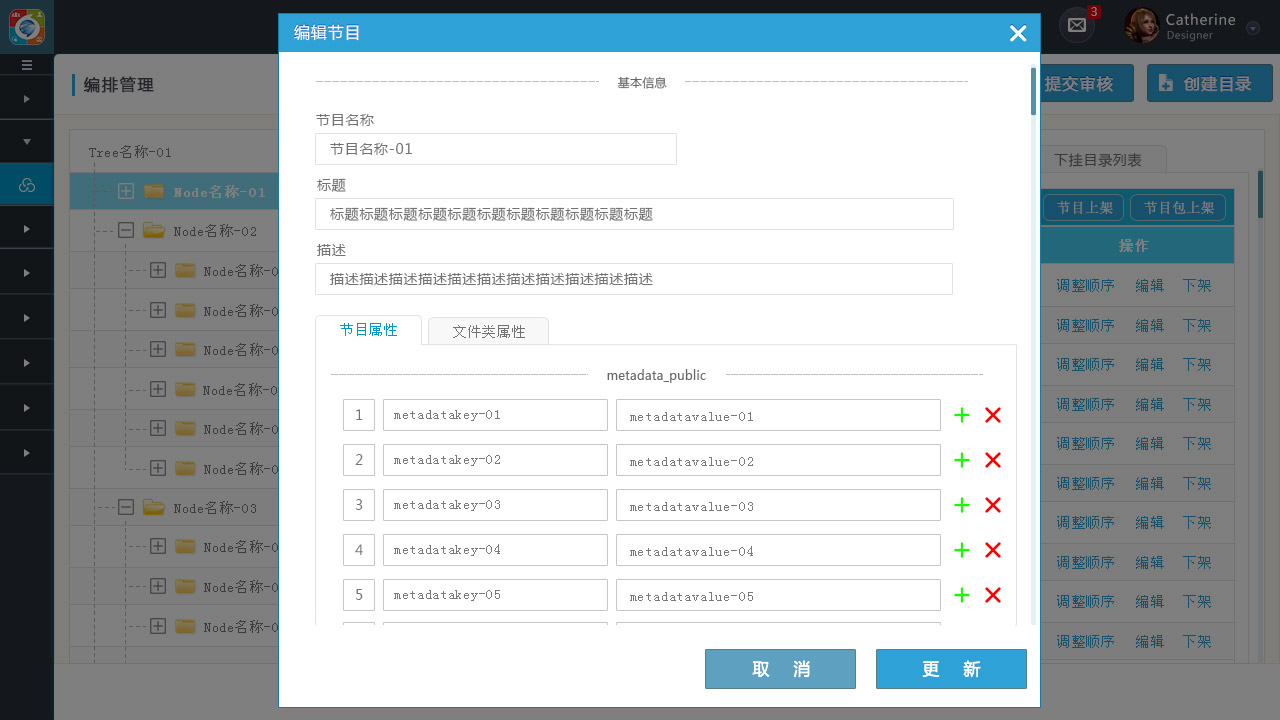 编辑节目
3
Catherine
Designer
编排管理
提交审核
创建目录
基本信息
节目名称
节目名称-01
标题
标题标题标题标题标题标题标题标题标题标题标题
描述
描述描述描述描述描述描述描述描述描述描述描述
节目属性
文件类属性
metadata_public
1 metadatakey-01 metadatavalue-01
2 metadatakey-02 metadatavalue-02
3 metadatakey-03 metadatavalue-03
4 metadatakey-04 metadatavalue-04
5 metadatakey-05 metadatavalue-05
取 消
更 新
Tree名称-01
Node名称-01
Node名称-02
Node名称-0
Node名称-0
Node名称-0
Node名称-0
Node名称-0
Node名称-0
Node名称-03
Node名称-0
Node名称-0
Node名称-0
下挂目录列表
节目上架
节目包上架
操作
调整顺序 编辑 下架
调整顺序 编辑 下架
调整顺序 编辑 下架
调整顺序 编辑 下架
调整顺序 编辑 下架
调整顺序 编辑 下架
调整顺序 编辑 下架
调整顺序 编辑 下架
调整顺序 编辑 下架
调整顺序 编辑 下架